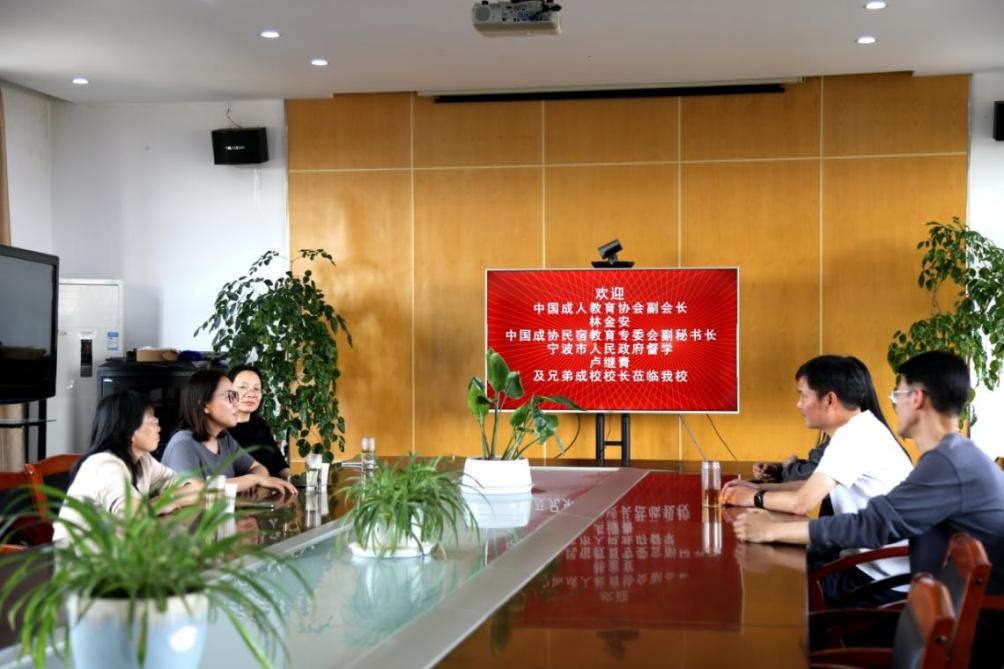 欢迎
中国成人教育协会副会长
林金安
中国成协民宿教育专委会副秘书长
宁波市人民政府督学
卢继青
及兄弟成校校长莅临我校